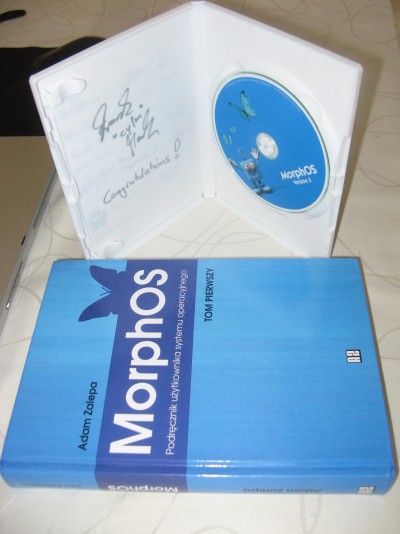 Congratulations!
MorphOS
Version 2
Adam Zalepa
MorphOS
Podręcznik użytkownika systemu operacyjnego
TOM PIERWSZY
MorphOS
Adam Zalepa